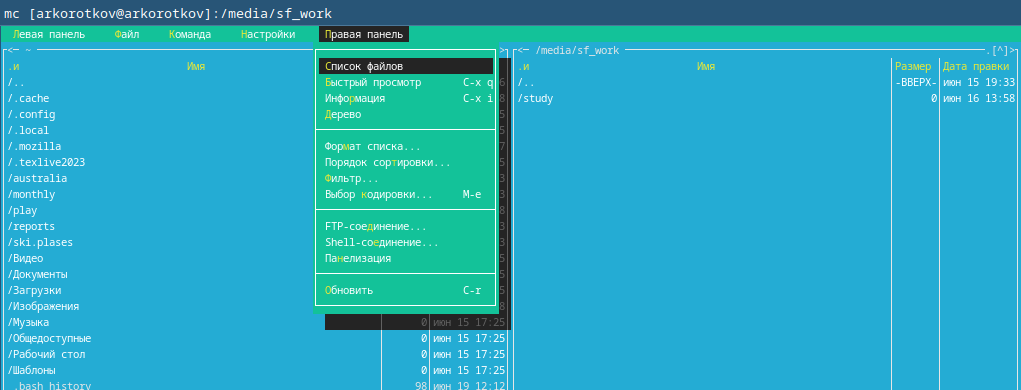 mc [arkorotkov@arkorotkov]:/media/sf_work
Левая панель Файл Команда Настройки Правая панель
<─ ~ >
<─ /media/sf_work .[^]>
.и Имя .и Имя Размер Дата правки
/.. -ВВЕРХ- июн 15 19:33
/study 0 июн 16 13:58
/..
/.cache
/.config
/.local
/.mozilla
/.texlive2023
/australia
/monthly
/play
/reports
/ski.plases
/Видео
/Документы
/Загрузки
/Изображения
/Музыка 0 июн 15 17:25
/Общедоступные 0 июн 15 17:25
/Рабочий стол 0 июн 15 17:25
/Шаблоны 0 июн 15 17:25
.bash_history 98 июн 19 12:12
Список файлов
Быстрый просмотр C-x q
Информация C-x i
Дерево
Формат списка...
Порядок сортировки...
Фильтр...
Выбор кодировки... M-e
FTP-соединение...
Shell-соединение...
Панелизация
Обновить C-r